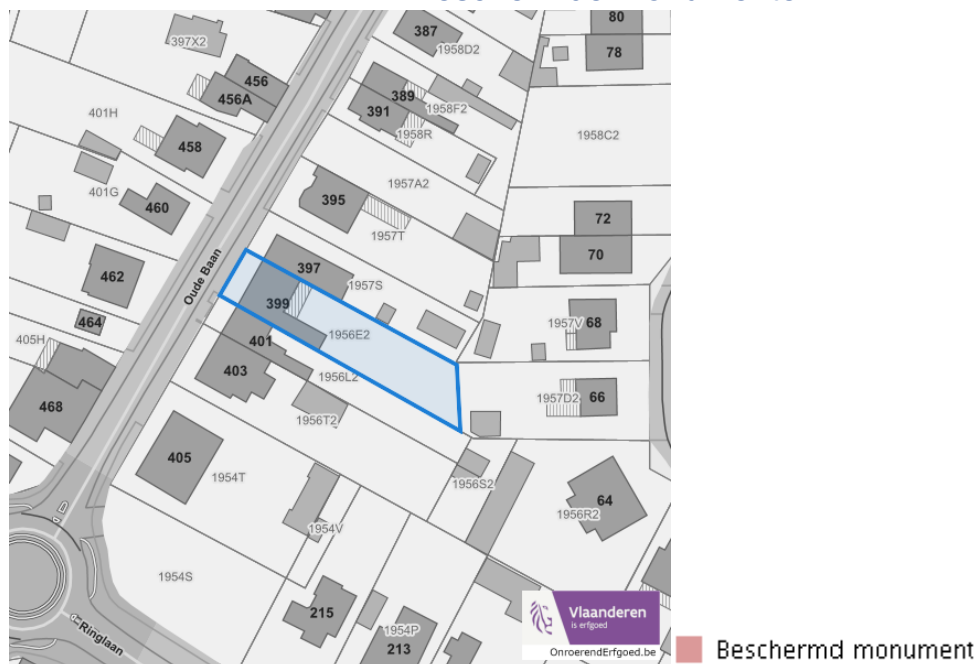 80
387
78
397X2
1958D2
456
456A
389
391
1958F2
1958R
401H
458
1958C2
1957A2
401G
395
460
72
1957T
70
Oude Baan
462
397
1957S
399
464
1957V
68
405H
401
1956E2
403
1956L2
1957D2
66
468
1956T2
405
1954T
1956S2
64
1956R2
1954V
1954S
215
1954P
213
Ringlaan
Vlaanderen
is erfgoed
OnroerendErfgoed.be
Beschermd monument